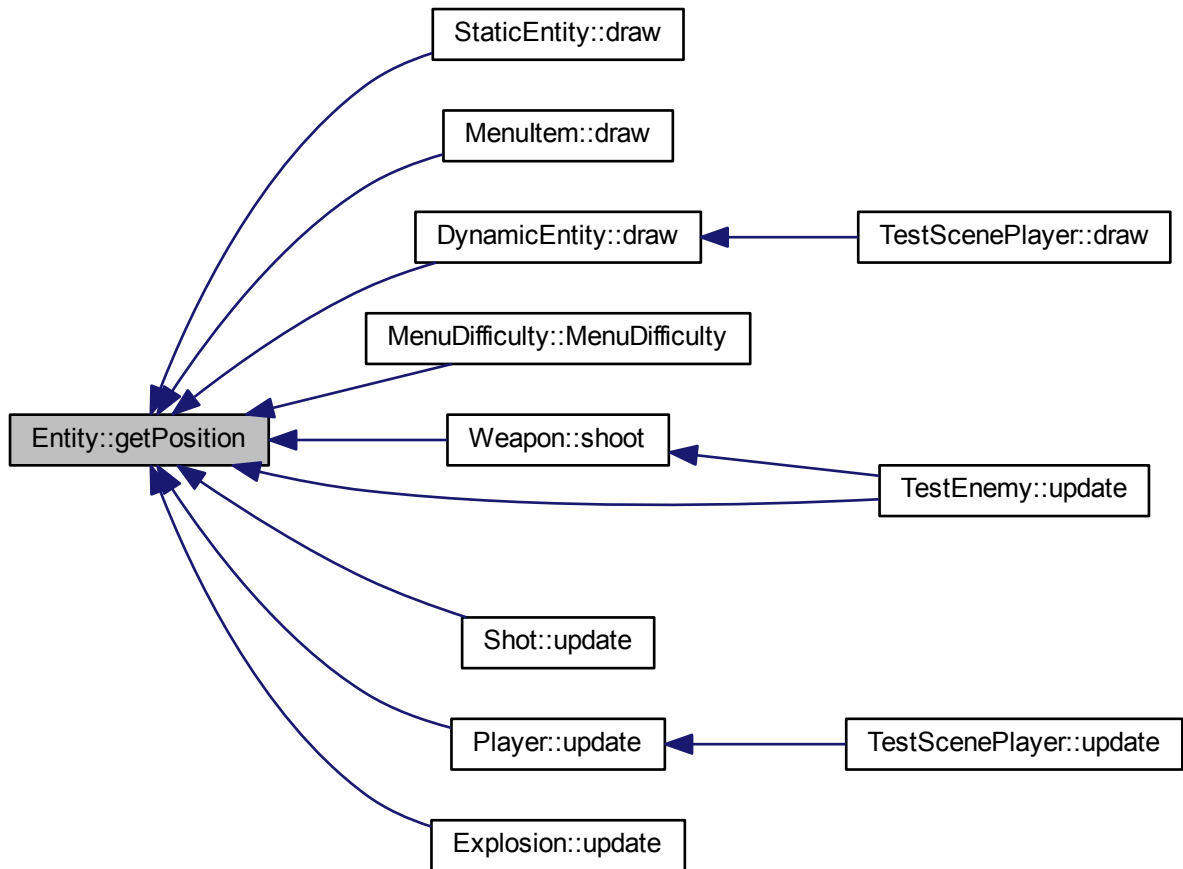 StaticEntity::draw
MenuItem::draw
DynamicEntity::draw
TestScenePlayer::draw
MenuDifficulty::MenuDifficulty
Entity::getPosition
Weapon::shoot
TestEnemy::update
Shot::update
Player::update
TestScenePlayer::update
Explosion::update